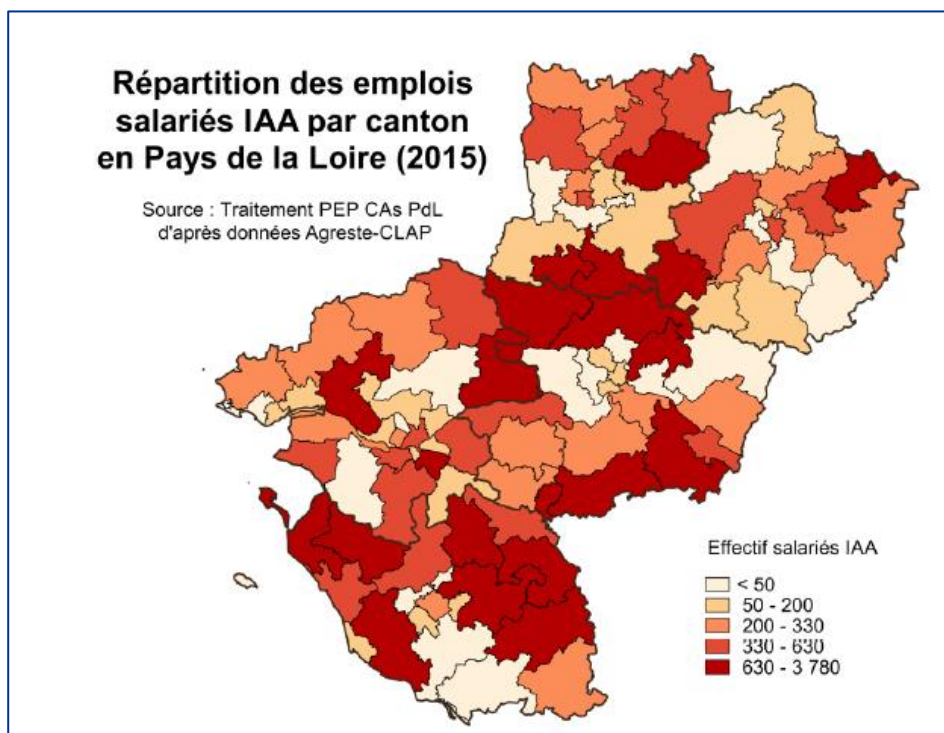 Répartition des emplois
salariés IAA par canton
en Pays de la Loire (2015)
Source : Traitement PEP CAs PdL
d'après données Agreste-CLAP
Effectif salariés IAA
< 50
50 - 200
200 - 330
330 - 630
630 - 3 780